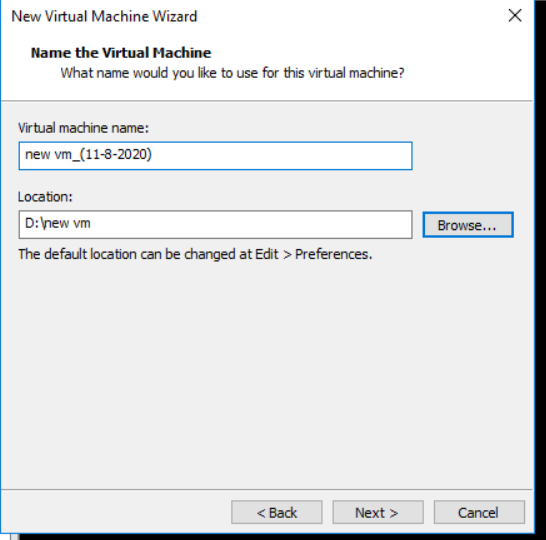 New Virtual Machine Wizard
Name the Virtual Machine
What name would you like to use for this virtual machine?
Virtual machine name:
new vm_(11-8-2020)
Location:
D:\new vm
Browse...
The default location can be changed at Edit > Preferences.
< Back
Next >
Cancel